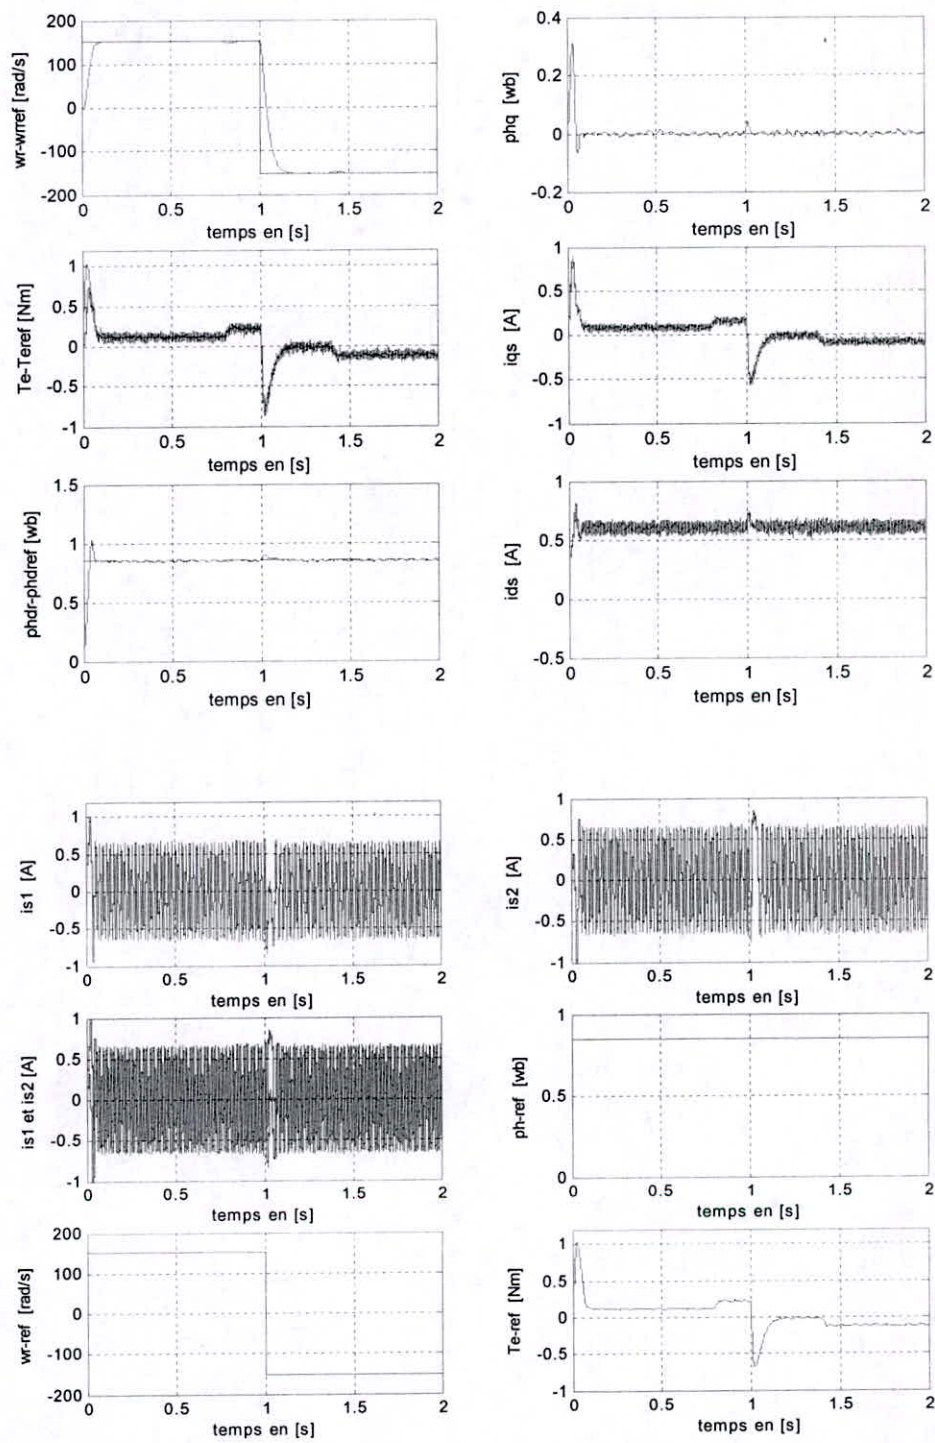 wr-wrref [rad/s]
200
100
0
-100
-200
0 0.5 1 1.5 2
temps en [s]
phq [wb]
0.4
0.2
0
-0.2
0 0.5 1 1.5 2
temps en [s]
Te-Teref [Nm]
1
0.5
0
-0.5
-1
0 0.5 1 1.5 2
temps en [s]
iqs [A]
1
0.5
0
-0.5
-1
0 0.5 1 1.5 2
temps en [s]
phdr-phdref [wb]
1.5
1
0.5
0
0 0.5 1 1.5 2
temps en [s]
ids [A]
1
0.5
0
-0.5
0 0.5 1 1.5 2
temps en [s]
is1 [A]
1
0.5
0
-0.5
-1
0 0.5 1 1.5 2
temps en [s]
is2 [A]
1
0.5
0
-0.5
-1
0 0.5 1 1.5 2
temps en [s]
is1 et is2 [A]
1
0.5
0
-0.5
-1
0 0.5 1 1.5 2
temps en [s]
ph-ref [wb]
1
0.5
0
0 0.5 1 1.5 2
temps en [s]
wr-ref [rad/s]
200
100
0
-100
-200
0 0.5 1 1.5 2
temps en [s]
Te-ref [Nm]
1
0.5
0
-0.5
-1
0 0.5 1 1.5 2
temps en [s]